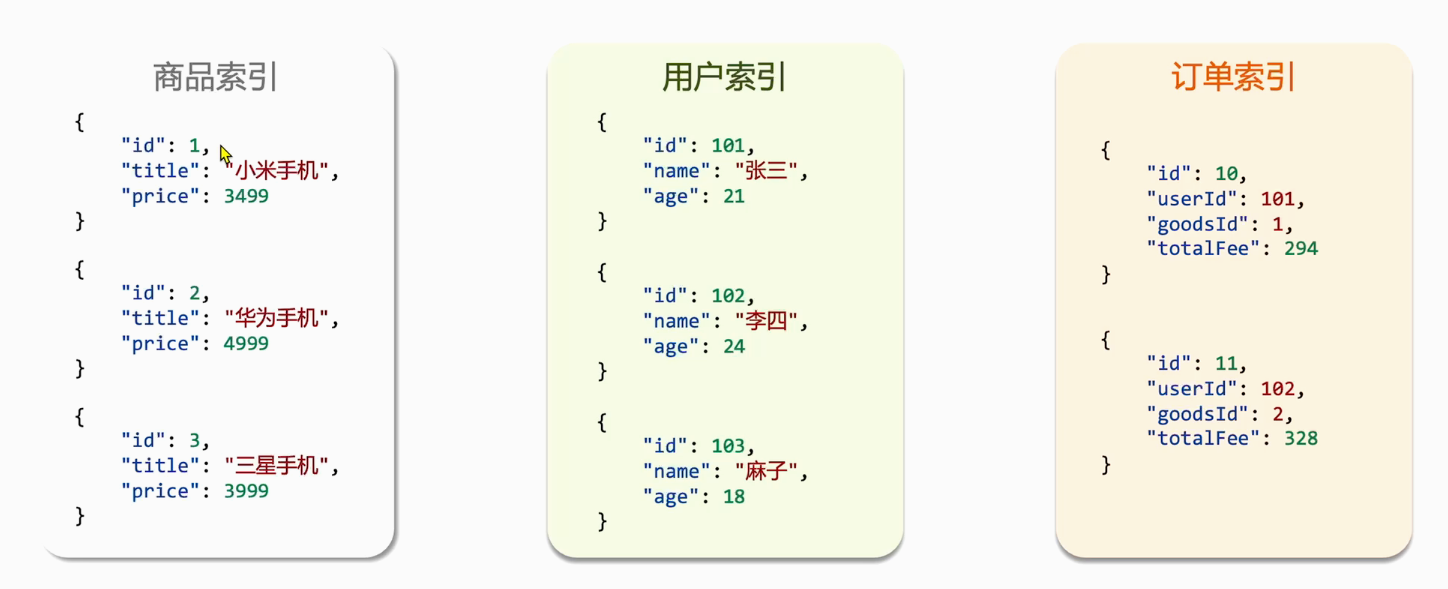 商品索引
{
"id": 1,
"title": "小米手机",
"price": 3499
}
{
"id": 2,
"title": "华为手机",
"price": 4999
}
{
"id": 3,
"title": "三星手机",
"price": 3999
}
用户索引
{
"id": 101,
"name": "张三",
"age": 21
}
{
"id": 102,
"name": "李四",
"age": 24
}
{
"id": 103,
"name": "麻子",
"age": 18
}
订单索引
{
"id": 10,
"userId": 101,
"goodsId": 1,
"totalFee": 294
}
{
"id": 11,
"userId": 102,
"goodsId": 2,
"totalFee": 328
}